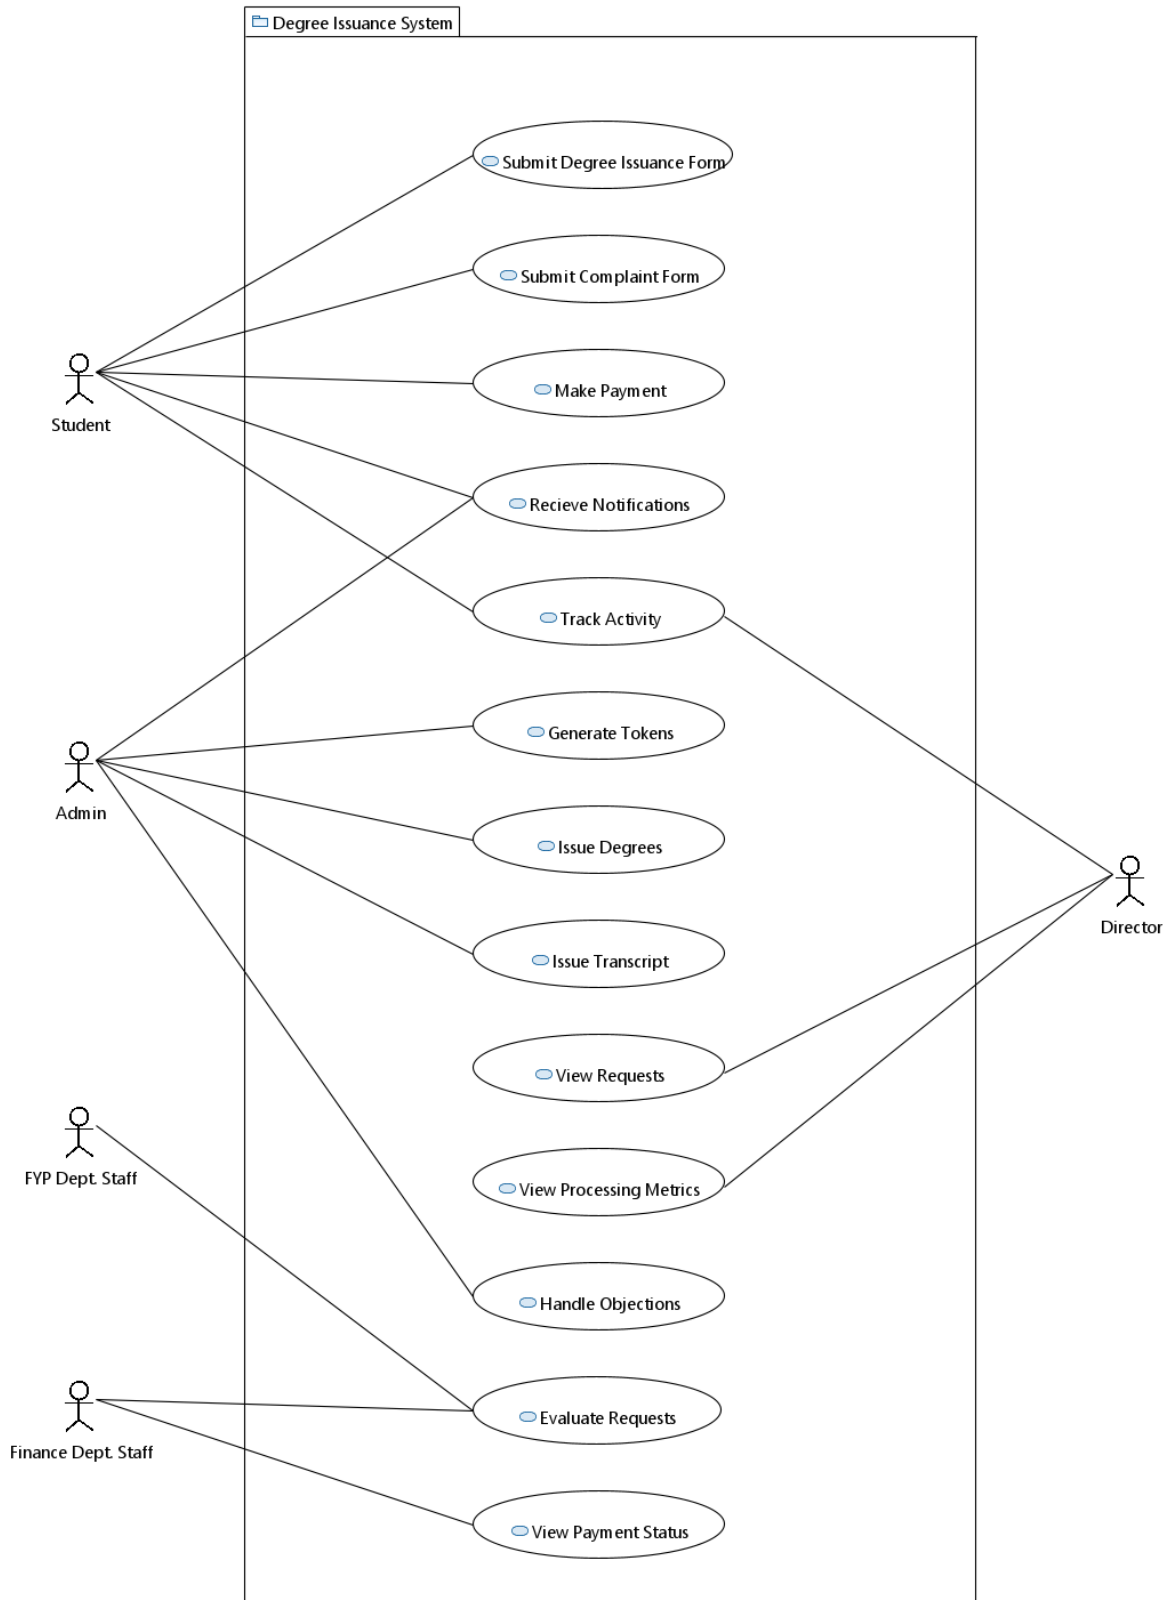 Degree Issuance System
Submit Degree Issuance Form
Submit Complaint Form
Make Payment
Student
Recieve Notifications
Track Activity
Generate Tokens
Admin
Issue Degrees
Director
Issue Transcript
View Requests
FYP Dept. Staff
View Processing Metrics
Handle Objections
Evaluate Requests
Finance Dept. Staff
View Payment Status